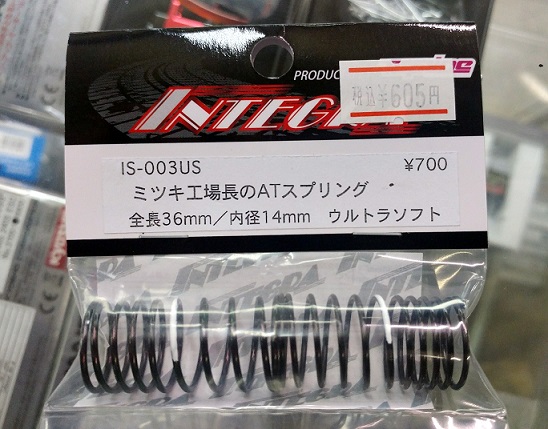 PRODUC
INTEGRA
税込¥605円
IS-003US ¥700
ミツキ工場長のATスプリング
全長36mm／内径14mm ウルトラソフト
INTEGRA